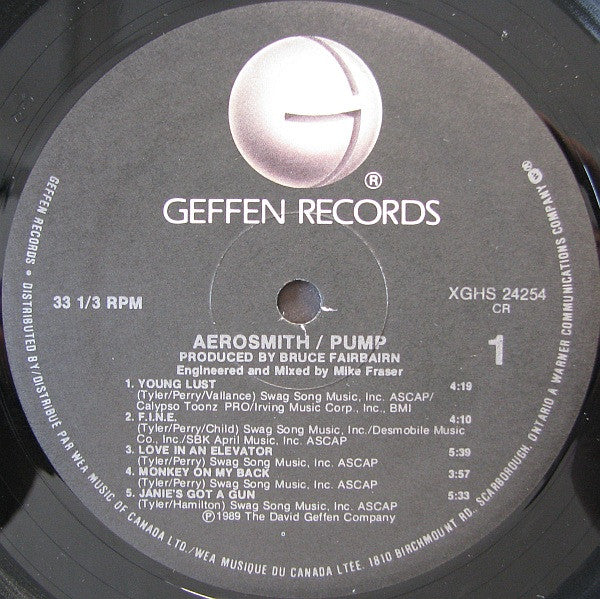 ®
GEFFEN RECORDS
33 1/3 RPM
XGHS 24254
CR
1
AEROSMITH / PUMP
PRODUCED BY BRUCE FAIRBAIRN
Engineered and Mixed by Mike Fraser
1. YOUNG LUST 4:19
(Tyler/Perry/Vallance) Swag Song Music, Inc. ASCAP/
Calypso Toonz PRO/Irving Music Corp., Inc., BMI
2. F.I.N.E. 4:10
(Tyler/Perry/Child) Swag Song Music, Inc./Desmobile Music
Co., Inc./SBK April Music, Inc. ASCAP
3. LOVE IN AN ELEVATOR 5:39
(Tyler/Perry) Swag Song Music, Inc. ASCAP
4. MONKEY ON MY BACK 3:57
(Tyler/Perry) Swag Song Music, Inc. ASCAP
5. JANIE'S GOT A GUN 5:33
(Tyler/Hamilton) Swag Song Music, Inc. ASCAP
Ⓟ1989 The David Geffen Company
GEFFEN RECORDS • DISTRIBUTED BY/DISTRIBUE PAR WEA MUSIC OF CANADA LTD./WEA MUSIQUE DU CANADA LTEE. 1810 BIRCHMOUNT RD., SCARBOROUGH, ONTARIO A WARNER COMMUNICATIONS COMPANY